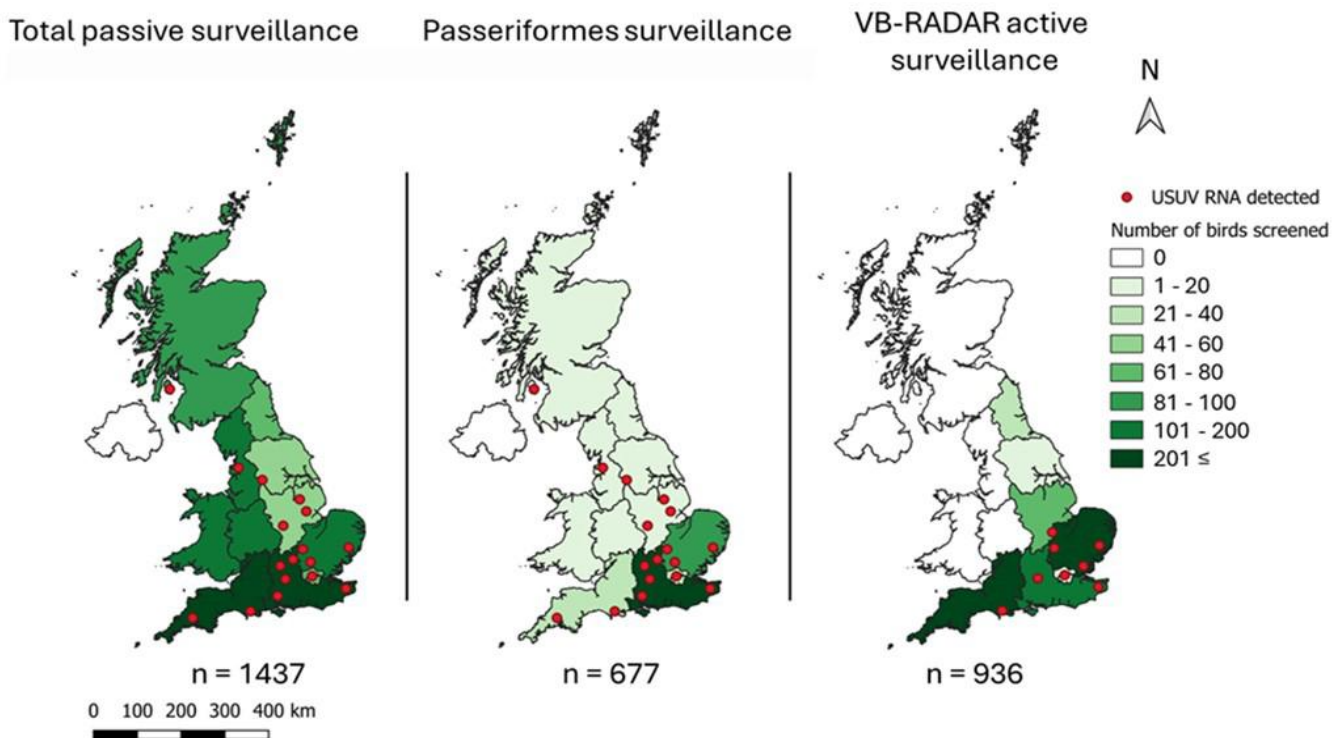 Total passive surveillance
Passeriformes surveillance
VB-RADAR active
surveillance
N
USUV RNA detected
Number of birds screened
0
1 - 20
21 - 40
41 - 60
61 - 80
81 - 100
101 - 200
201 ≤
n = 1437
n = 677
n = 936
0 100 200 300 400 km